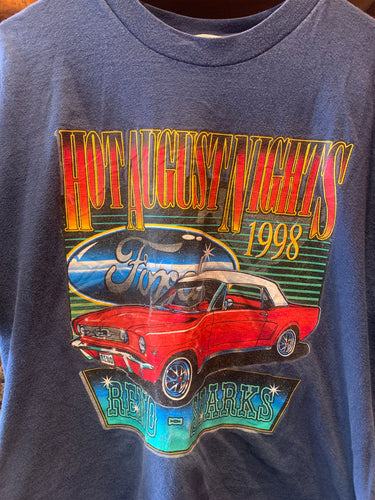 HOT AUGUST NIGHTS
1998
Ford
RENO - SPARKS